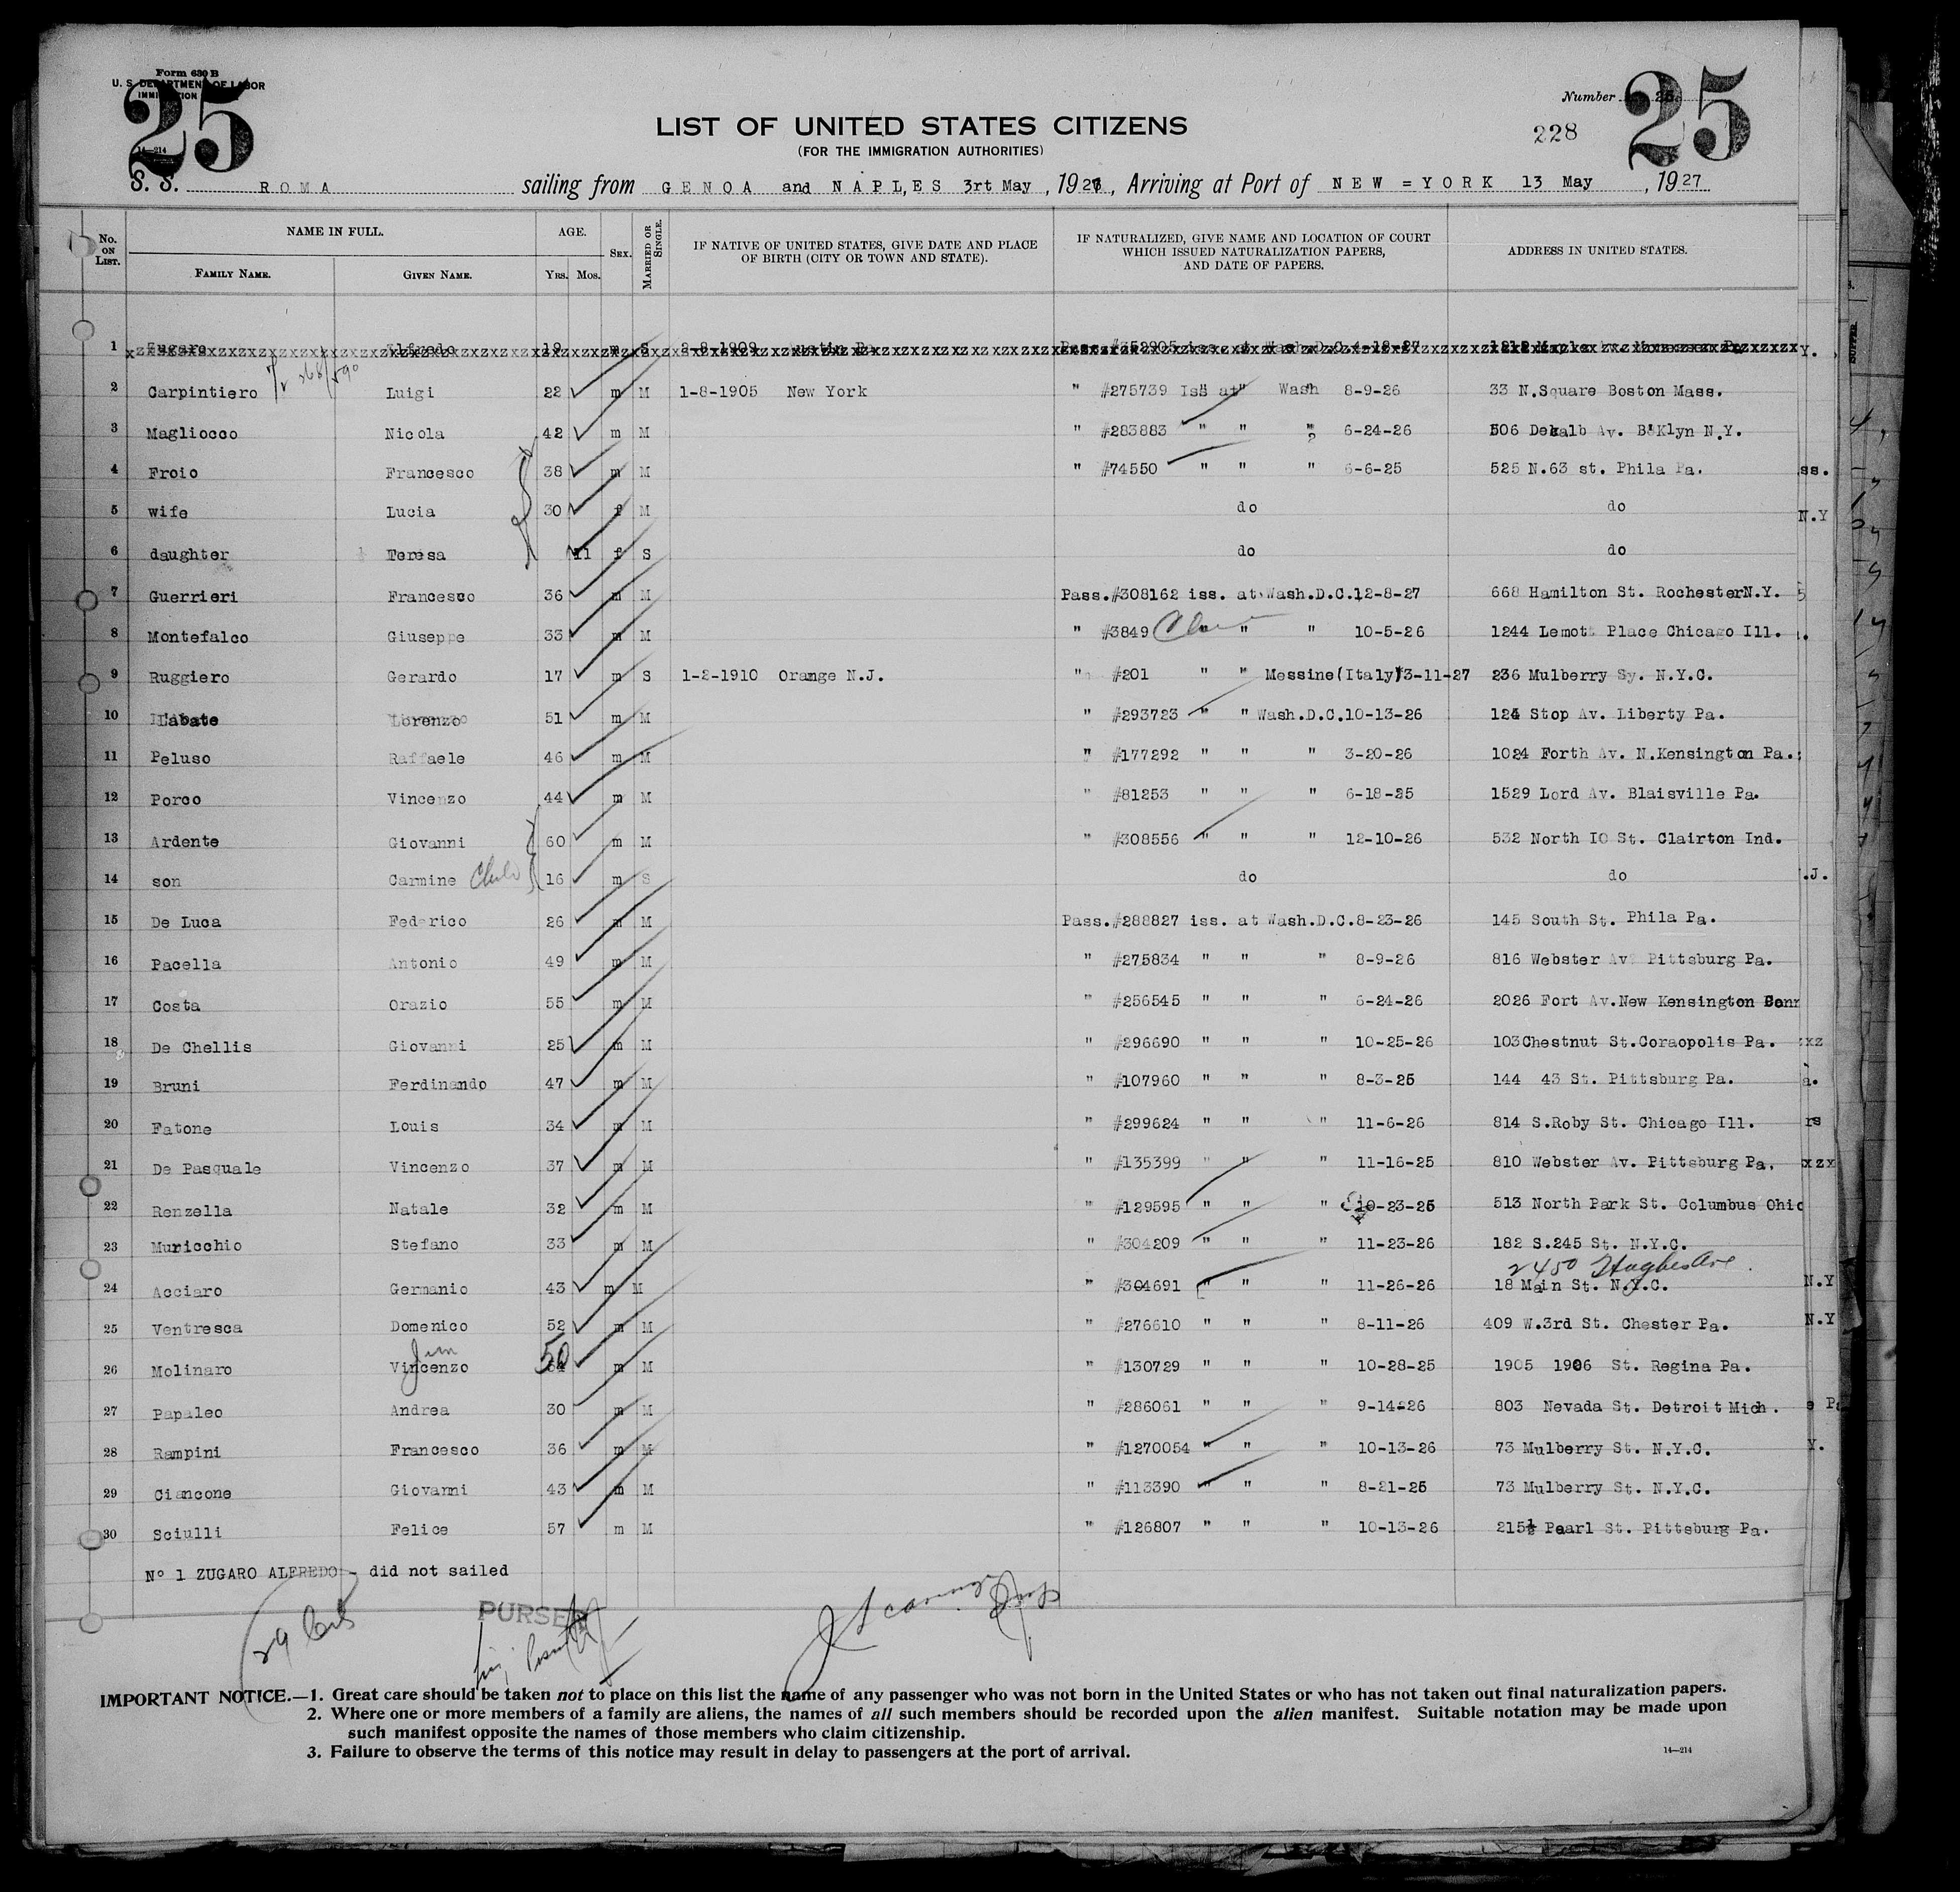 Form 630 B
U. S. DEPARTMENT OF LABOR
25
14—214
Number 25
228
25
LIST OF UNITED STATES CITIZENS
(FOR THE IMMIGRATION AUTHORITIES)
S. S. ROMA sailing from GENOA and NAPLES 3rt May, 1927, Arriving at Port of NEW=YORK 13 May, 1927
No. ON LIST. NAME IN FULL. FAMILY NAME. GIVEN NAME. AGE. YRS. MOS. SEX. MARRIED OR SINGLE. IF NATIVE OF UNITED STATES, GIVE DATE AND PLACE OF BIRTH (CITY OR TOWN AND STATE). IF NATURALIZED, GIVE NAME AND LOCATION OF COURT WHICH ISSUED NATURALIZATION PAPERS, AND DATE OF PAPERS. ADDRESS IN UNITED STATES.
1 Zugaro Alfredo 19 m S 2-8-1909 Pass. #352905 iss. at Wash.D.C. 4-18-27
2 Carpintiero Luigi 22 m M 1-8-1905 New York " #275739 Iss at" Wash 8-9-26 33 N.Square Boston Mass.
3 Magliocco Nicola 42 m M " #283883 " " " 6-24-26 506 Dekalb Av. B'Klyn N.Y.
4 Froio Francesco 38 m M " #74550 " " " 6-6-25 525 N.63 st. Phila Pa.
5 wife Lucia 30 f M do do
6 daughter Teresa 11 f S do do
7 Guerrieri Francesco 36 m M Pass.#308162 iss. at Wash.D.C.12-8-27 668 Hamilton St. RochesterN.Y.
8 Montefalco Giuseppe 33 m M " #3849 " " " 10-5-26 1244 Lemott Place Chicago Ill.
9 Ruggiero Gerardo 17 m S 1-2-1910 Orange N.J. " #201 " " Messine(Italy)3-11-27 236 Mulberry Sy. N.Y.C.
10 Labate Lorenzo 51 m M " #293723 " " Wash.D.C.10-13-26 124 Stop Av. Liberty Pa.
11 Peluso Raffaele 46 m M " #177292 " " " 3-20-26 1024 Forth Av. N.Kensington Pa.
12 Porco Vincenzo 44 m M " #81253 " " " 6-18-25 1529 Lord Av. Blaisville Pa.
13 Ardente Giovanni 60 m M " #308556 " " " 12-10-26 532 North IO St. Clairton Ind.
14 son Carmine 16 m S do do
15 De Luca Federico 26 m M Pass.#288827 iss. at Wash.D.C.8-23-26 145 South St. Phila Pa.
16 Pacella Antonio 49 m M " #275834 " " " 8-9-26 816 Webster Av Pittsburg Pa.
17 Costa Orazio 55 m M " #256545 " " " 6-24-26 2026 Fort Av.New Kensington
18 De Chellis Giovanni 25 m M " #296690 " " " 10-25-26 103Chestnut St.Coraopolis Pa.
19 Bruni Ferdinando 47 m M " #107960 " " " 8-3-25 144 43 St. Pittsburg Pa.
20 Fatone Louis 34 m M " #299624 " " " 11-6-26 814 S.Roby St. Chicago Ill.
21 De Pasquale Vincenzo 37 m M " #135399 " " " 11-16-25 810 Webster Av. Pittsburg Pa.
22 Renzella Natale 32 m M " #129595 " " " 10-23-25 513 North Park St. Columbus Ohio
23 Muricchio Stefano 33 m M " #304209 " " " 11-23-26 182 S.245 St. N.Y.C.
2450 Hughes Ave.
24 Acciaro Germanio 43 m M " #304691 " " " 11-26-26 18 Main St. N.Y.C.
25 Ventresca Domenico 52 m M " #276610 " " " 8-11-26 409 W.3rd St. Chester Pa.
Jim 50
26 Molinaro Vincenzo m M " #130729 " " " 10-28-25 1905 1906 St. Regina Pa.
27 Papaleo Andrea 30 m M " #286061 " " " 9-14-26 803 Nevada St. Detroit Mich.
28 Rampini Francesco 36 m M " #1270054 " " " 10-13-26 73 Mulberry St. N.Y.C.
29 Ciancone Giovanni 43 m M " #113390 " " " 8-21-25 73 Mulberry St. N.Y.C.
30 Sciulli Felice 57 m M " #126807 " " " 10-13-26 215½ Pearl St. Pittsburg Pa.
Nº 1 ZUGARO ALFREDO - did not sailed
PURSER
IMPORTANT NOTICE.—1. Great care should be taken not to place on this list the name of any passenger who was not born in the United States or who has not taken out final naturalization papers.
2. Where one or more members of a family are aliens, the names of all such members should be recorded upon the alien manifest. Suitable notation may be made upon
such manifest opposite the names of those members who claim citizenship.
3. Failure to observe the terms of this notice may result in delay to passengers at the port of arrival.
14—214